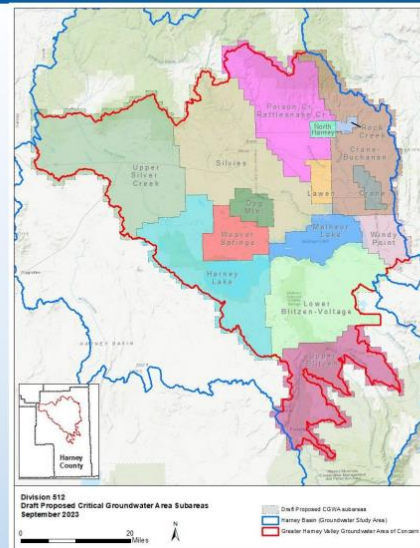 Poison Cr
Rattlesnake Cr
North
Harney
Rock
Creek
Crane-
Buchanan
Upper
Silver
Creek
Silvies
Lawen
Crane
Dog
Mtn
Weaver
Springs
Malheur
Lake
Windy
Point
Harney
Lake
Lower
Blitzen-Voltage
HARNEY BASIN
Harney
County
Division 512
Draft Proposed Critical Groundwater Area Subareas
September 2023
0 20
Miles
N
Draft Proposed CGWA subareas
Harney Basin (Groundwater Study Area)
Greater Harney Valley Groundwater Area of Concern